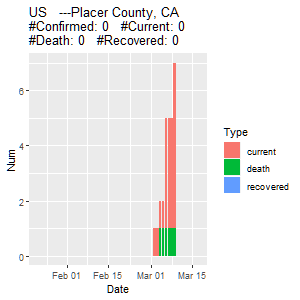 US ---Placer County, CA
#Confirmed: 0 #Current: 0
#Death: 0 #Recovered: 0
Num
6
4
2
0
Feb 01 Feb 15 Mar 01 Mar 15
Date
Type
current
death
recovered